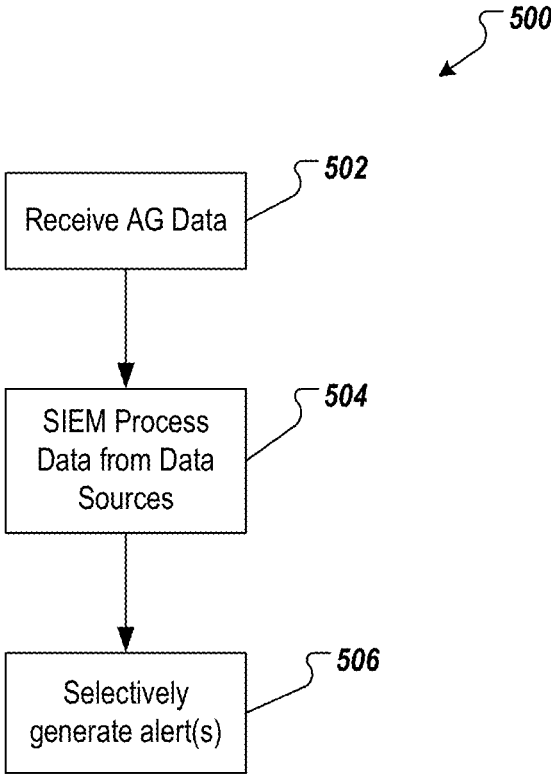 500
502
Receive AG Data
504
SIEM Process
Data from Data
Sources
506
Selectively
generate alert(s)